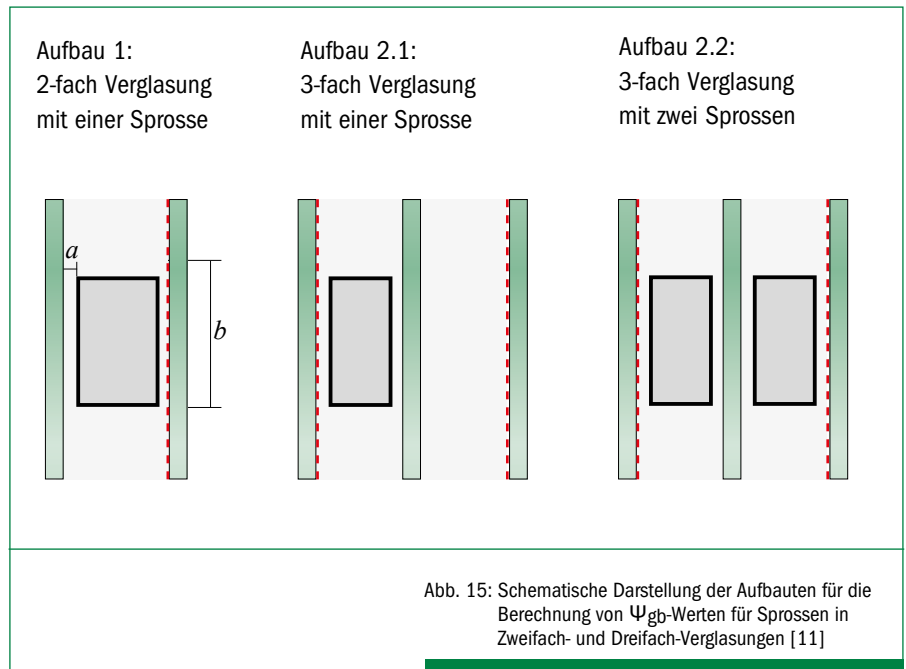 Aufbau 1:
2-fach Verglasung
mit einer Sprosse
Aufbau 2.1:
3-fach Verglasung
mit einer Sprosse
Aufbau 2.2:
3-fach Verglasung
mit zwei Sprossen
a
b
Abb. 15: Schematische Darstellung der Aufbauten für die
Berechnung von Ψgb-Werten für Sprossen in
Zweifach- und Dreifach-Verglasungen [11]